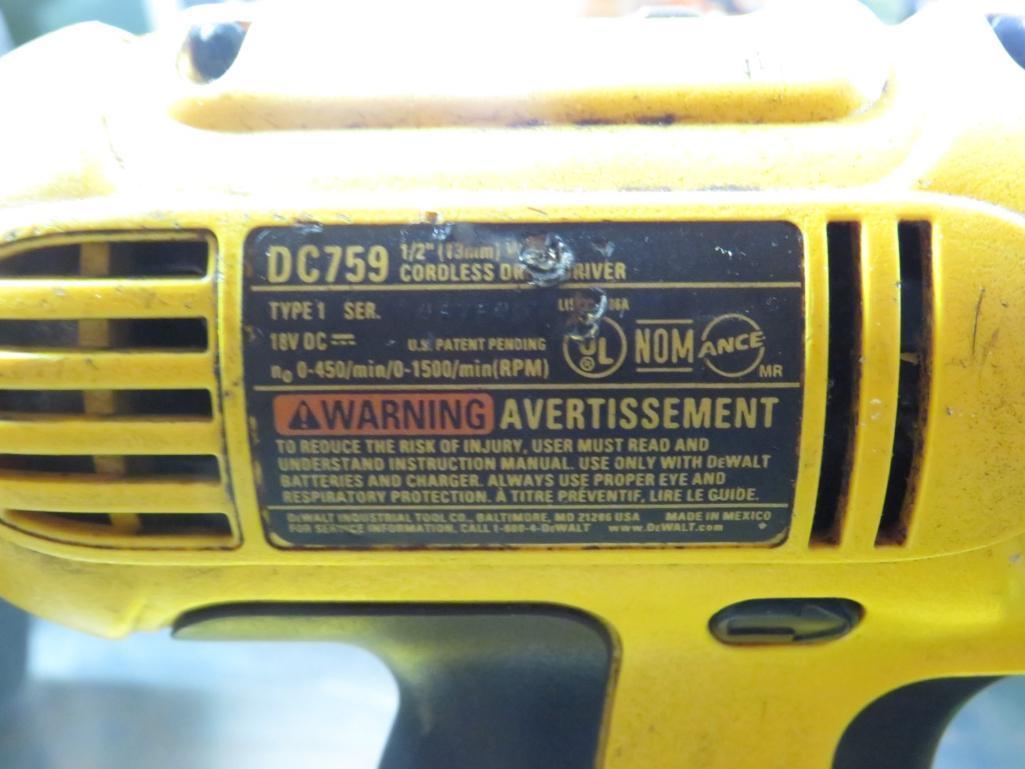 DC759 1/2" (13mm)
CORDLESS
TYPE 1 SER.
18V DC U.S. PATENT PENDING
UL ® NOM ANCE MR
n₀ 0-450/min/0-1500/min(RPM)
WARNING AVERTISSEMENT
TO REDUCE THE RISK OF INJURY, USER MUST READ AND
UNDERSTAND INSTRUCTION MANUAL. USE ONLY WITH DEWALT
BATTERIES AND CHARGER. ALWAYS USE PROPER EYE AND
RESPIRATORY PROTECTION. À TITRE PRÉVENTIF, LIRE LE GUIDE.
DEWALT INDUSTRIAL TOOL CO., BALTIMORE, MD 21286 USA MADE IN MEXICO
FOR SERVICE INFORMATION, CALL 1-800-4-DEWALT www.DEWALT.com